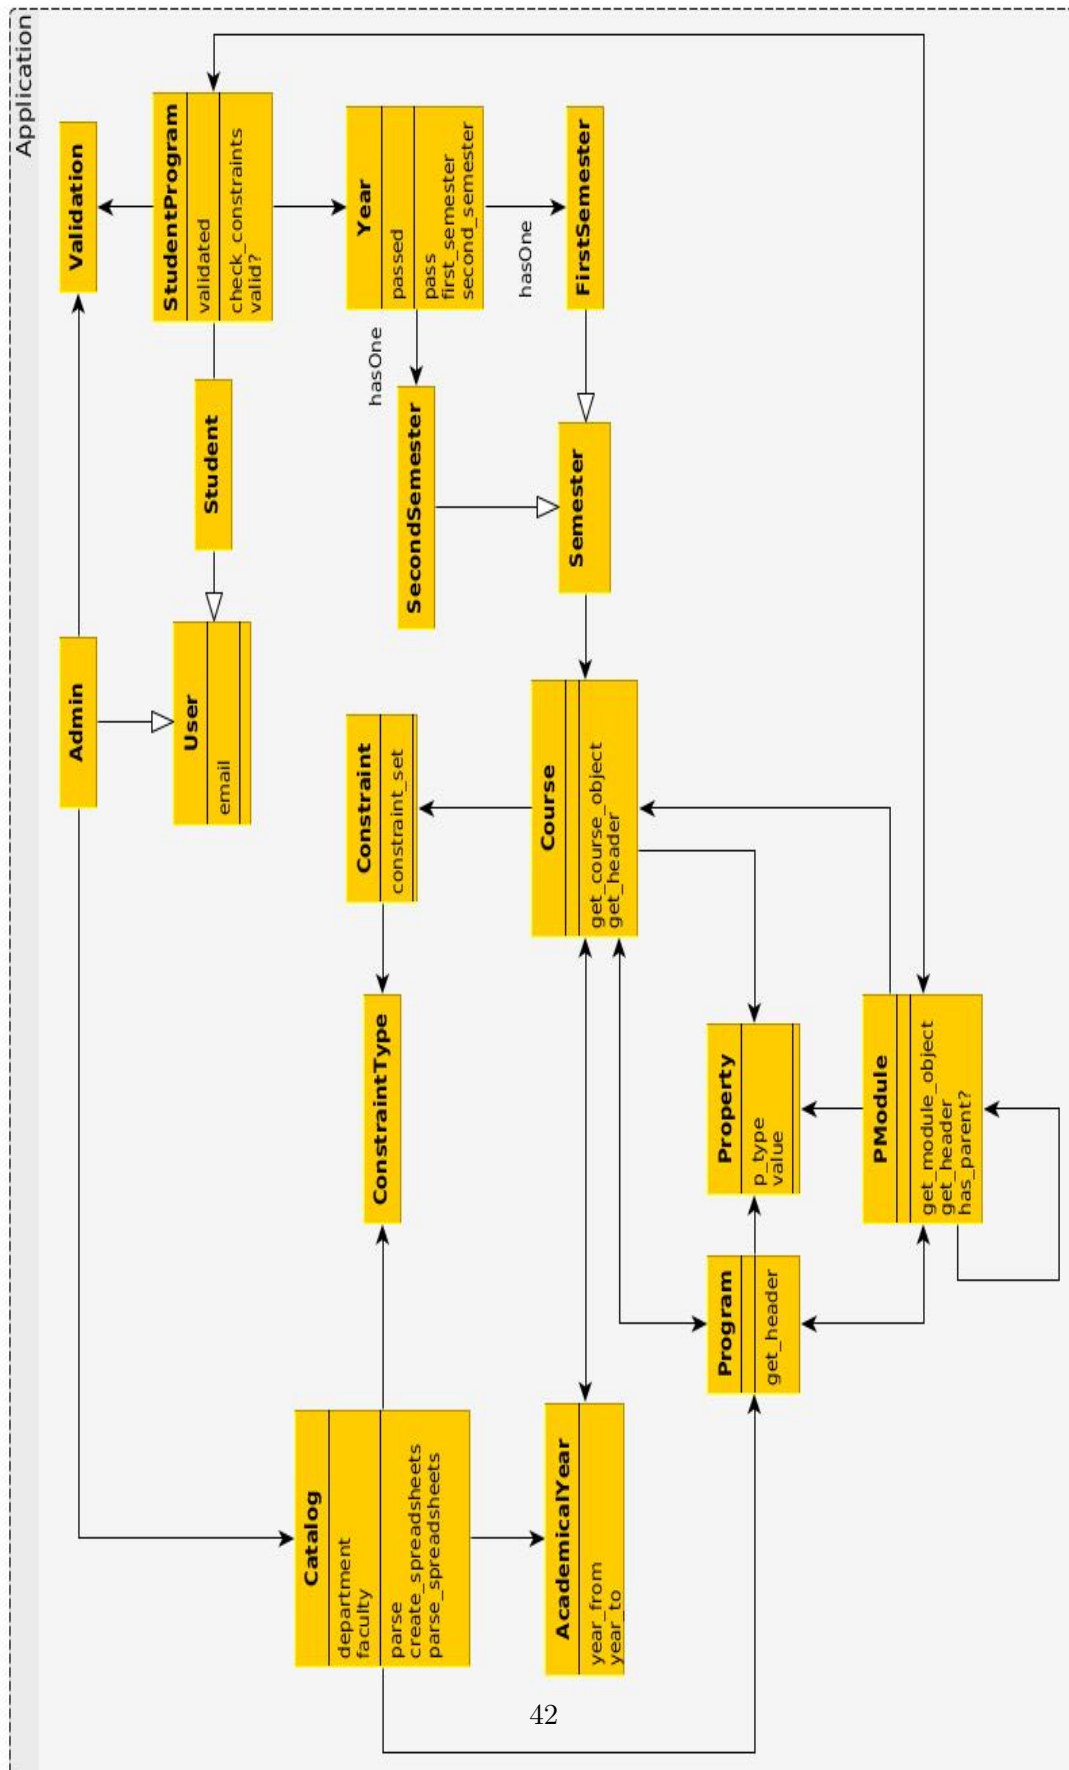 Application
Validation
Admin
StudentProgram
validated
check_constraints
valid?
Student
User
email
Year
passed
pass
first_semester
second_semester
hasOne
hasOne
FirstSemester
SecondSemester
Semester
Constraint
constraint_set
ConstraintType
Course
get_course_object
get_header
Catalog
department
faculty
parse
create_spreadsheets
parse_spreadsheets
AcademicalYear
year_from
year_to
Property
p_type
value
Program
get_header
PModule
get_module_object
get_header
has_parent?
42